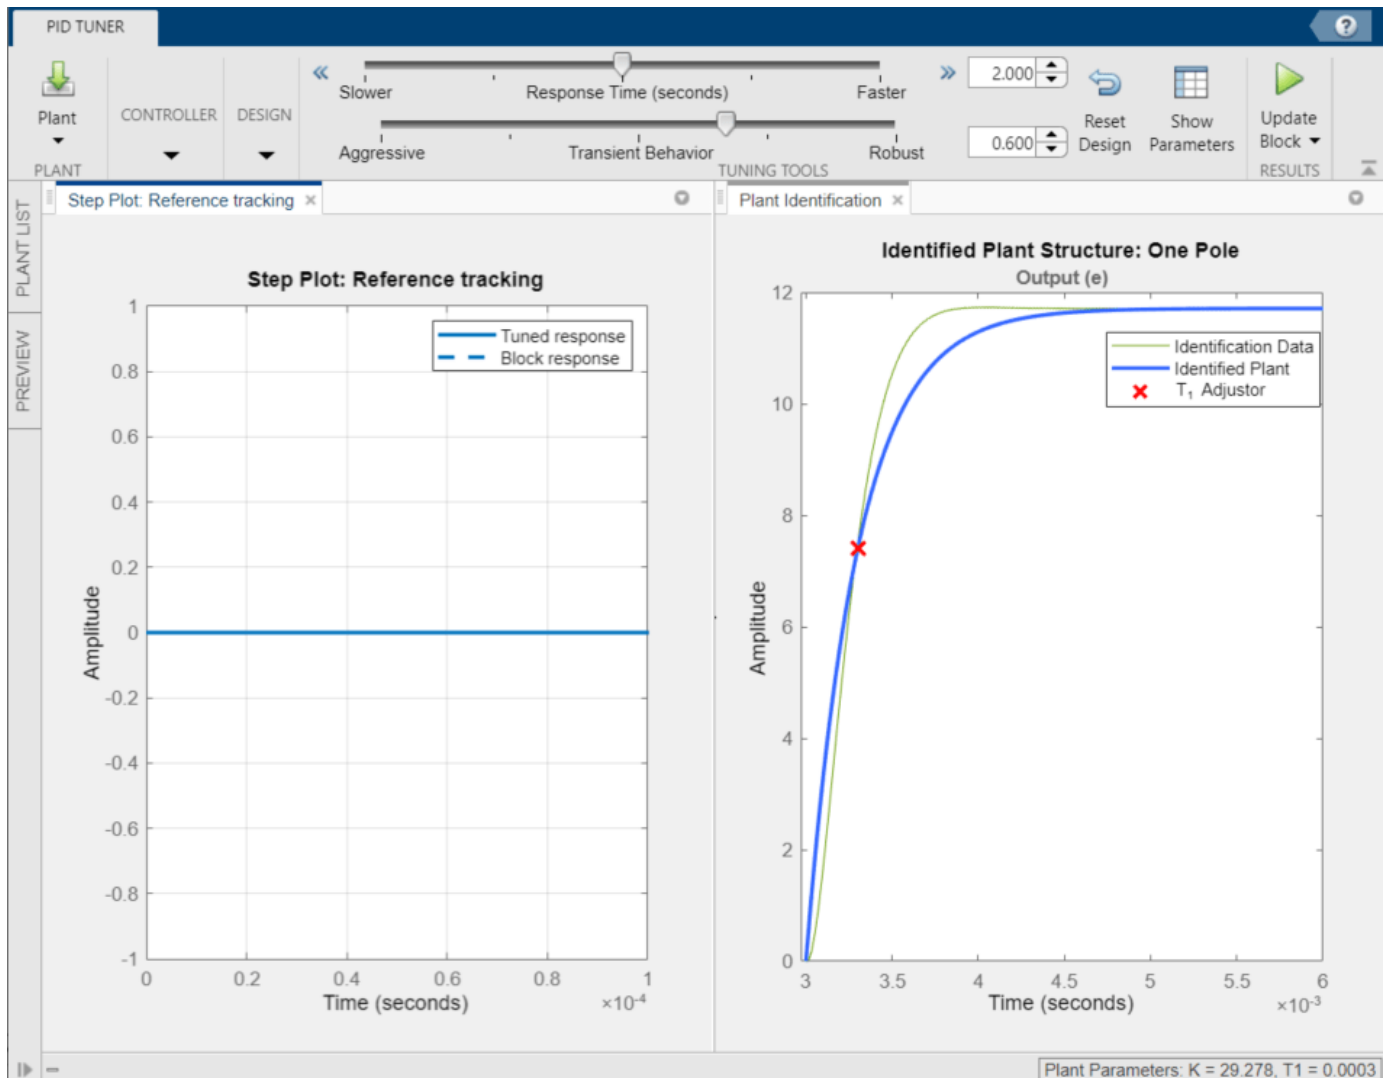 PID TUNER
?
Plant
CONTROLLER
DESIGN
Slower
Response Time (seconds)
Faster
2.000
Aggressive
Transient Behavior
Robust
0.600
Reset
Design
Show
Parameters
Update
Block
PLANT
TUNING TOOLS
RESULTS
PLANT LIST
PREVIEW
Step Plot: Reference tracking ×
Plant Identification ×
Step Plot: Reference tracking
1
0.8
0.6
0.4
0.2
0
-0.2
-0.4
-0.6
-0.8
-1
Amplitude
Tuned response
Block response
0 0.2 0.4 0.6 0.8 1
Time (seconds)
×10⁻⁴
Identified Plant Structure: One Pole
Output (e)
12
10
8
6
4
2
0
Amplitude
Identification Data
Identified Plant
T₁ Adjustor
3 3.5 4 4.5 5 5.5 6
Time (seconds)
×10⁻³
Plant Parameters: K = 29.278, T1 = 0.0003